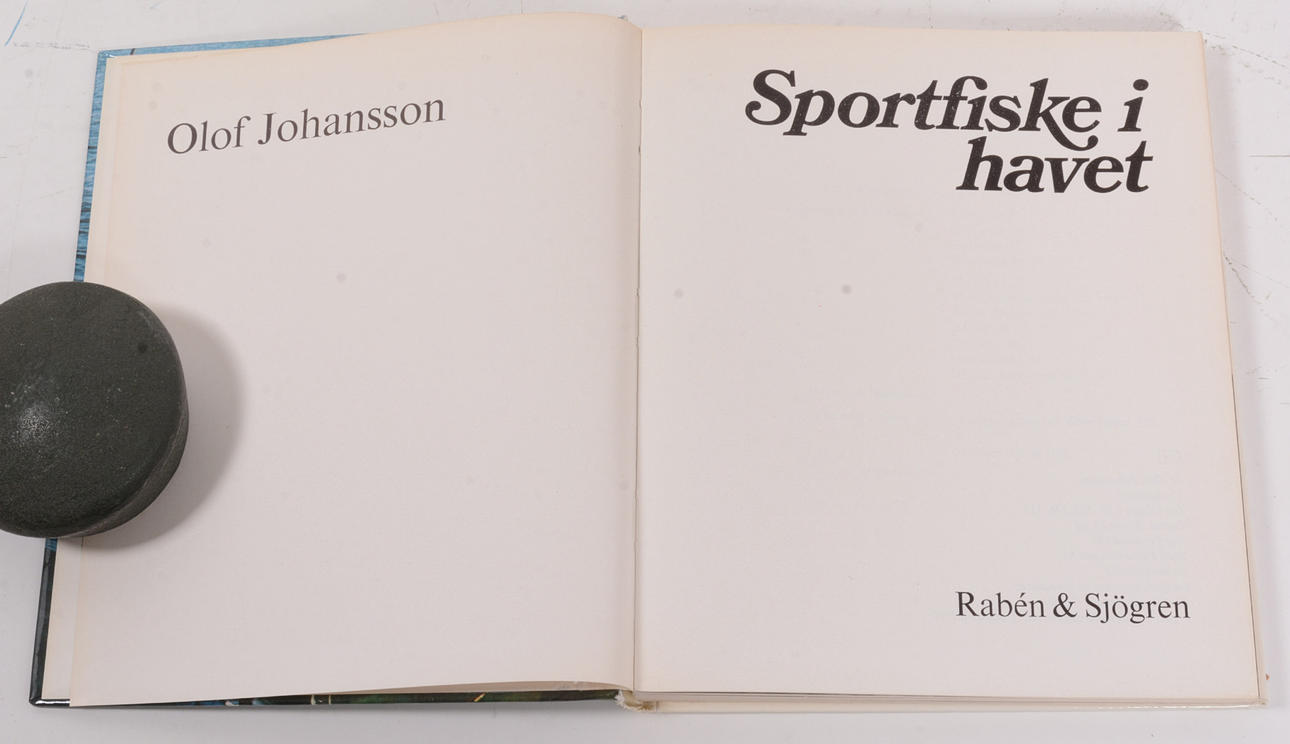 Olof Johansson
Sportfiske i
havet
Rabén & Sjögren